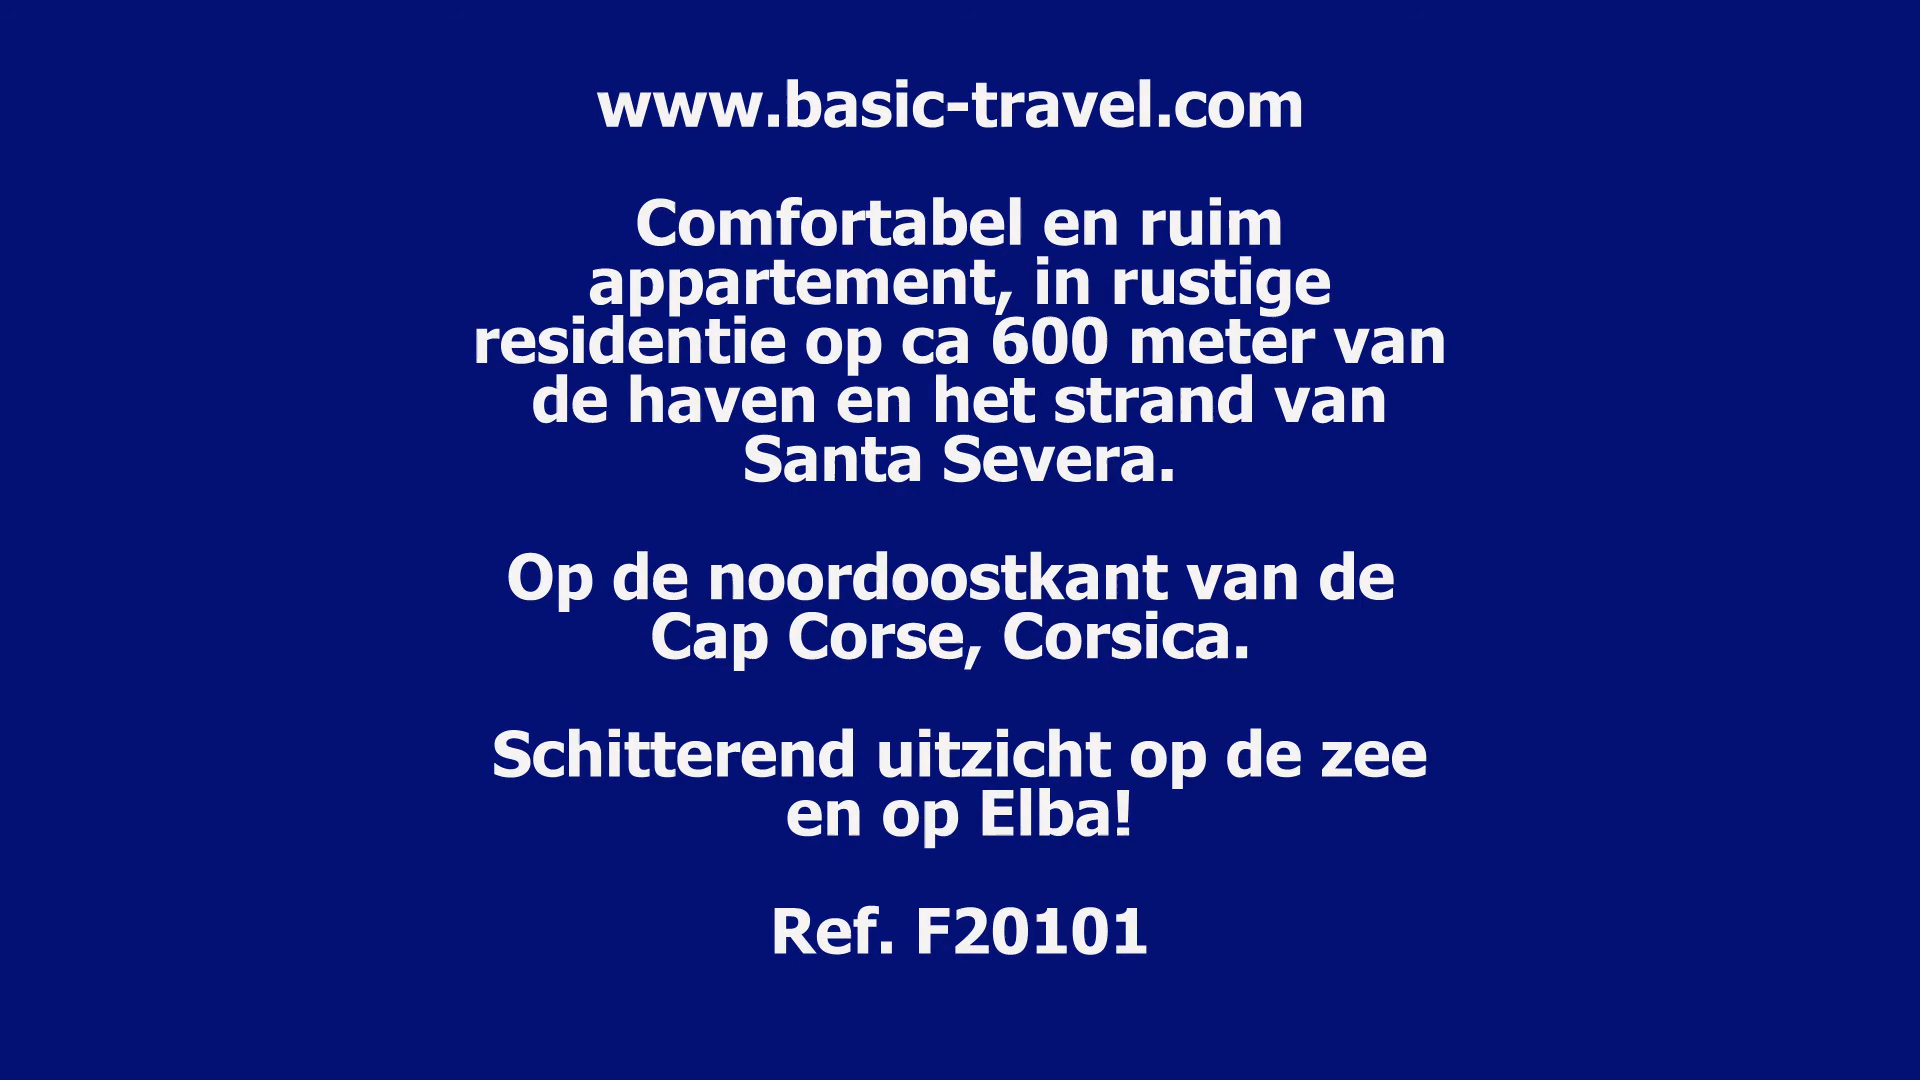 www.basic-travel.com
Comfortabel en ruim
appartement, in rustige
residentie op ca 600 meter van
de haven en het strand van
Santa Severa.
Op de noordoostkant van de
Cap Corse, Corsica.
Schitterend uitzicht op de zee
en op Elba!
Ref. F20101